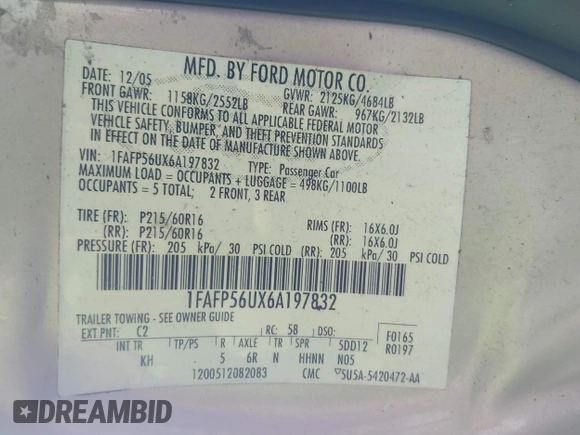 MFD. BY FORD MOTOR CO.
DATE: 12/05 GVWR: 2125KG/4684LB
FRONT GAWR: 1158KG/2552LB REAR GAWR: 967KG/2132LB
THIS VEHICLE CONFORMS TO ALL APPLICABLE FEDERAL MOTOR
VEHICLE SAFETY, BUMPER, AND THEFT PREVENTION STANDARDS
IN EFFECT ON THE DATE OF MANUFACTURE SHOWN ABOVE.
VIN: 1FAFP56UX6A197832 TYPE: Passenger Car
MAXIMUM LOAD = OCCUPANTS + LUGGAGE = 498KG/1100LB
OCCUPANTS = 5 TOTAL; 2 FRONT, 3 REAR
TIRE (FR): P215/60R16 RIMS (FR): 16X6.0J
(RR): P215/60R16 (RR): 16X6.0J
PRESSURE (FR): 205 kPa/ 30 PSI COLD (RR): 205 kPa/ 30 PSI COLD
1FAFP56UX6A197832
TRAILER TOWING - SEE OWNER GUIDE
EXT PNT: C2 RC: 58 DSO: F0165
INT TR TP/PS R AXLE TR SPR 5DD12 R0197
KH 5 6R N HHNN N05
1200512082083 CMC 5U5A-5420472-AA
DREAMBID DREAMBID